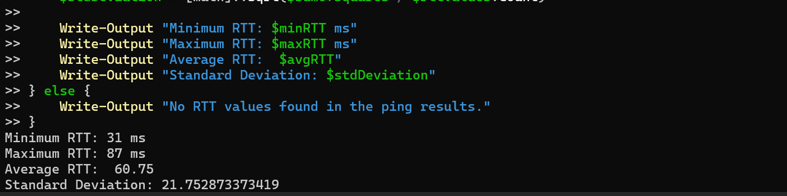 >>
>>     Write-Output "Minimum RTT: $minRTT ms"
>>     Write-Output "Maximum RTT: $maxRTT ms"
>>     Write-Output "Average RTT:  $avgRTT"
>>     Write-Output "Standard Deviation: $stdDeviation"
>> } else {
>>     Write-Output "No RTT values found in the ping results."
>> }
Minimum RTT: 31 ms
Maximum RTT: 87 ms
Average RTT:  60.75
Standard Deviation: 21.752873373419